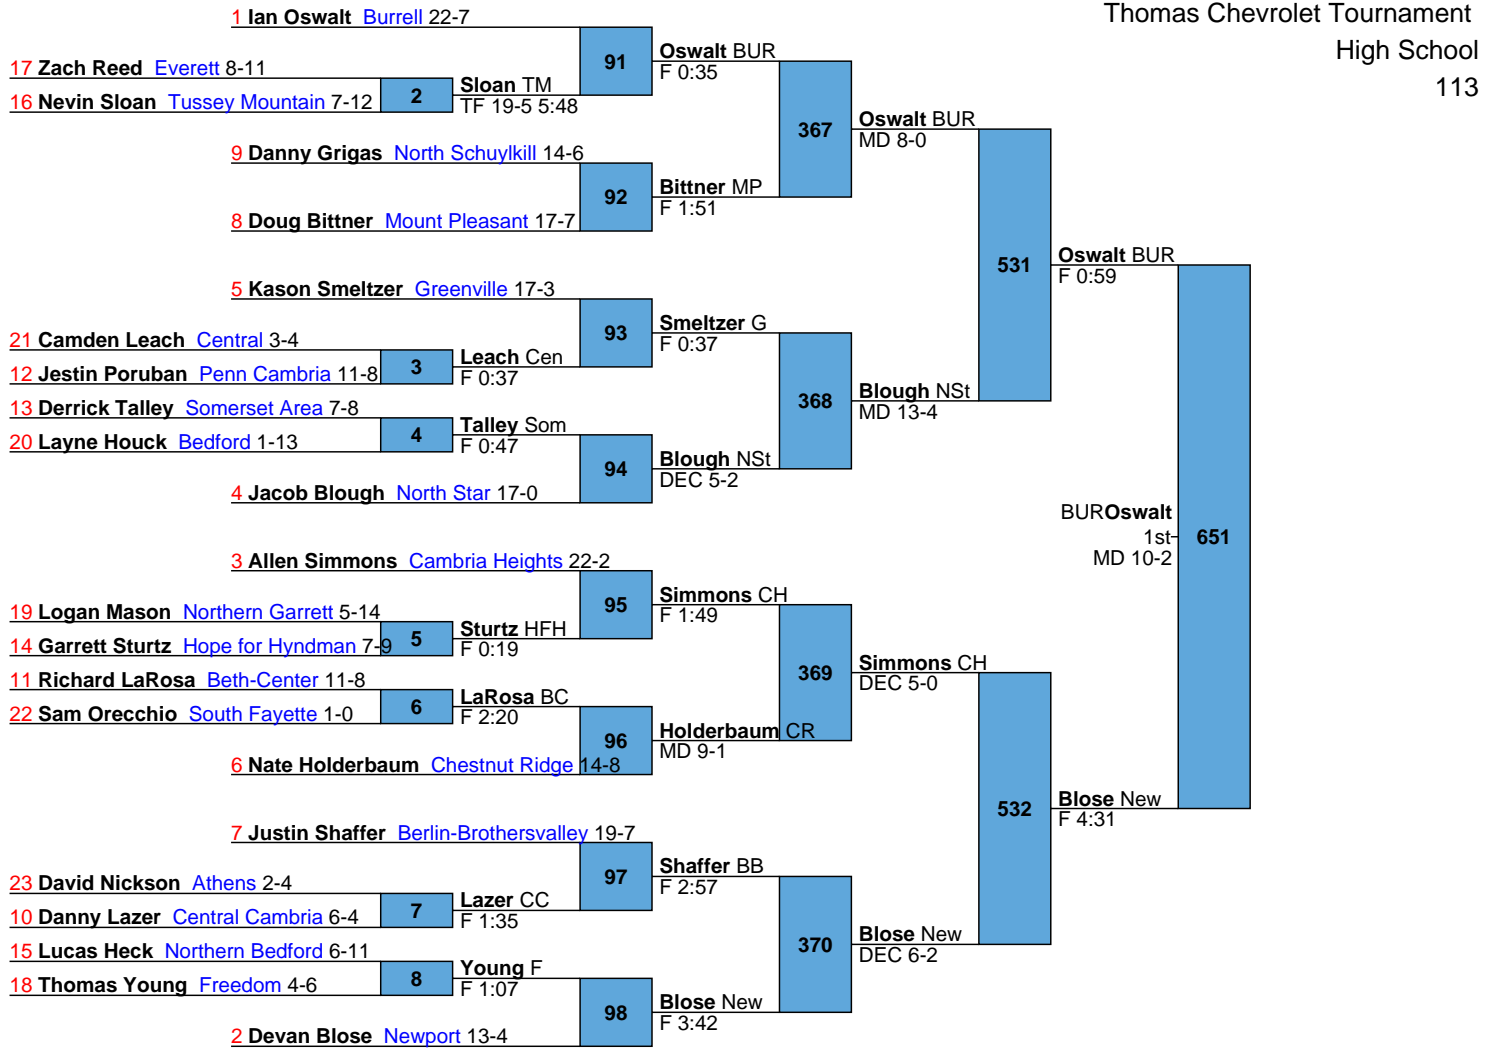 Thomas Chevrolet Tournament
High School
113
1 Ian Oswalt Burrell 22-7
91
Oswalt BUR
F 0:35
17 Zach Reed Everett 8-11
2
Sloan TM
TF 19-5 5:48
16 Nevin Sloan Tussey Mountain 7-12
367
Oswalt BUR
MD 8-0
9 Danny Grigas North Schuylkill 14-6
92
Bittner MP
F 1:51
8 Doug Bittner Mount Pleasant 17-7
531
Oswalt BUR
F 0:59
5 Kason Smeltzer Greenville 17-3
93
Smeltzer G
F 0:37
21 Camden Leach Central 3-4
3
Leach Cen
F 0:37
12 Jestin Poruban Penn Cambria 11-8
368
Blough NSt
MD 13-4
13 Derrick Talley Somerset Area 7-8
4
Talley Som
F 0:47
20 Layne Houck Bedford 1-13
94
Blough NSt
DEC 5-2
4 Jacob Blough North Star 17-0
BUROswalt
1st
MD 10-2
651
3 Allen Simmons Cambria Heights 22-2
95
Simmons CH
F 1:49
19 Logan Mason Northern Garrett 5-14
5
Sturtz HFH
F 0:19
14 Garrett Sturtz Hope for Hyndman 7-9
369
Simmons CH
DEC 5-0
11 Richard LaRosa Beth-Center 11-8
6
LaRosa BC
F 2:20
22 Sam Orecchio South Fayette 1-0
96
Holderbaum CR
MD 9-1
6 Nate Holderbaum Chestnut Ridge 14-8
532
Blose New
F 4:31
7 Justin Shaffer Berlin-Brothersvalley 19-7
97
Shaffer BB
F 2:57
23 David Nickson Athens 2-4
7
Lazer CC
F 1:35
10 Danny Lazer Central Cambria 6-4
370
Blose New
DEC 6-2
15 Lucas Heck Northern Bedford 6-11
8
Young F
F 1:07
18 Thomas Young Freedom 4-6
98
Blose New
F 3:42
2 Devan Blose Newport 13-4